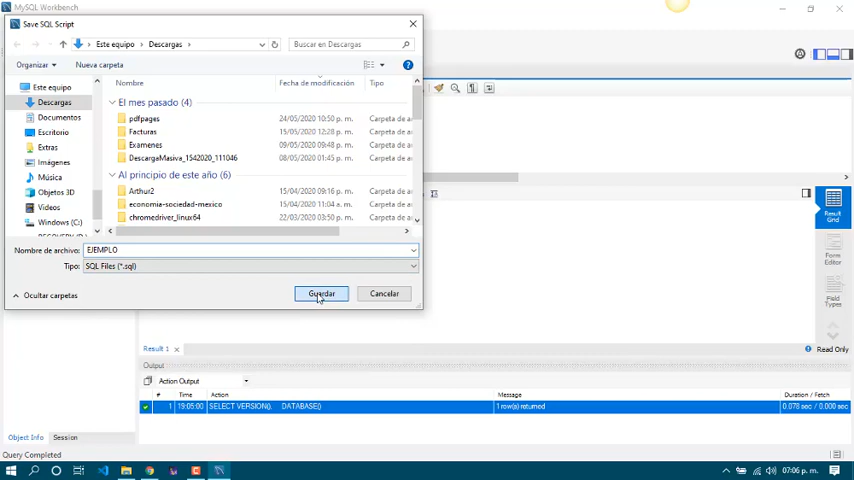 MySQL Workbench
Save SQL Script
Este equipo > Descargas >
Buscar en Descargas
Organizar
Nueva carpeta
Este equipo
Descargas
Documentos
Escritorio
Extras
Imágenes
Música
Objetos 3D
Videos
Windows (C:)
Nombre
Fecha de modificación
Tipo
El mes pasado (4)
pdfpages 24/05/2020 10:50 p. m. Carpeta de a
Facturas 15/05/2020 12:28 p. m. Carpeta de a
Examenes 09/05/2020 09:48 p. m. Carpeta de a
DescargaMasiva_1542020_111046 08/05/2020 01:45 p. m. Carpeta de a
Al principio de este año (6)
Arthur2 15/04/2020 09:16 p. m. Carpeta de a
economia-sociedad-mexico 15/04/2020 11:04 a. m. Carpeta de a
chromedriver_linux64 22/03/2020 03:50 p. m. Carpeta de a
Nombre de archivo: EJEMPLO
Tipo: SQL Files (*.sql)
Ocultar carpetas
Guardar
Cancelar
Result Grid
Form Editor
Field Types
Result 1
Read Only
Output
Action Output
# Time Action Message Duration / Fetch
1 19:05:00 SELECT VERSION(), DATABASE() 1 row(s) returned 0.078 sec / 0.000 sec
Object Info Session
Query Completed
07:06 p. m.